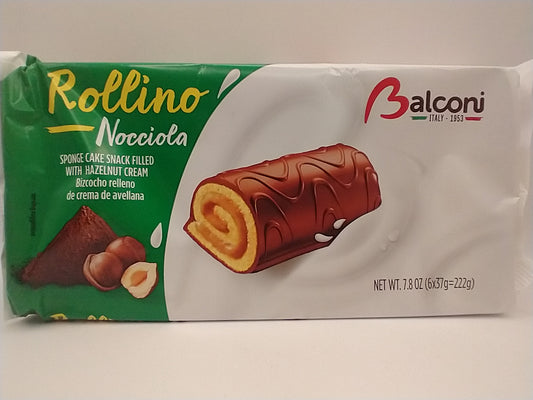 Rollino
Nocciola
SPONGE CAKE SNACK FILLED
WITH HAZELNUT CREAM
Bizcocho relleno
de crema de avellana
Balconi
ITALY - 1953
NET WT. 7.8 OZ (6x37g=222g)